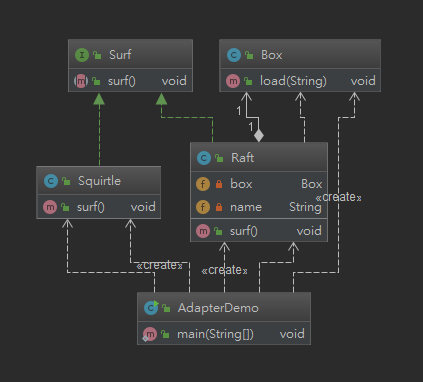 Surf
surf() void
Box
load(String) void
1
1
Raft
box Box
name String
surf() void
Squirtle
surf() void
«create»
«create»
«create»
AdapterDemo
main(String[]) void